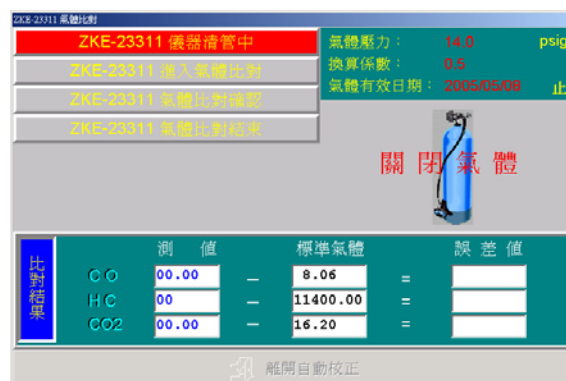 ZKE-23311 氣體比對
ZKE-23311 儀器清管中
ZKE-23311 進入氣體比對
ZKE-23311 氣體比對確認
ZKE-23311 氣體比對結束
氣體壓力： 14.0 psig
換算係數： 0.5
氣體有效日期： 2005/05/08 止
關閉氣體
比對結果
測 值 標準氣體 誤差值
CO 00.00 – 8.06 =
HC 00 – 11400.00 =
CO2 00.00 – 16.20 =
離開自動校正